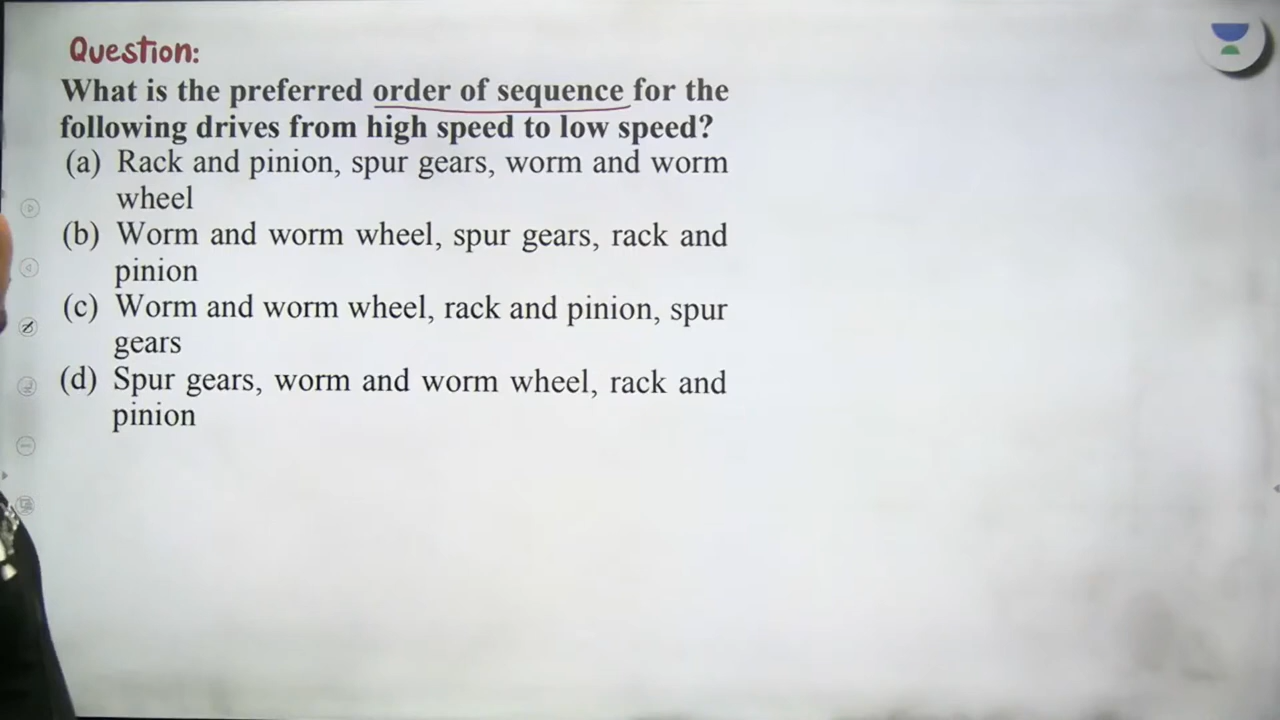 Question:
What is the preferred order of sequence for the
following drives from high speed to low speed?
(a) Rack and pinion, spur gears, worm and worm
wheel
(b) Worm and worm wheel, spur gears, rack and
pinion
(c) Worm and worm wheel, rack and pinion, spur
gears
(d) Spur gears, worm and worm wheel, rack and
pinion